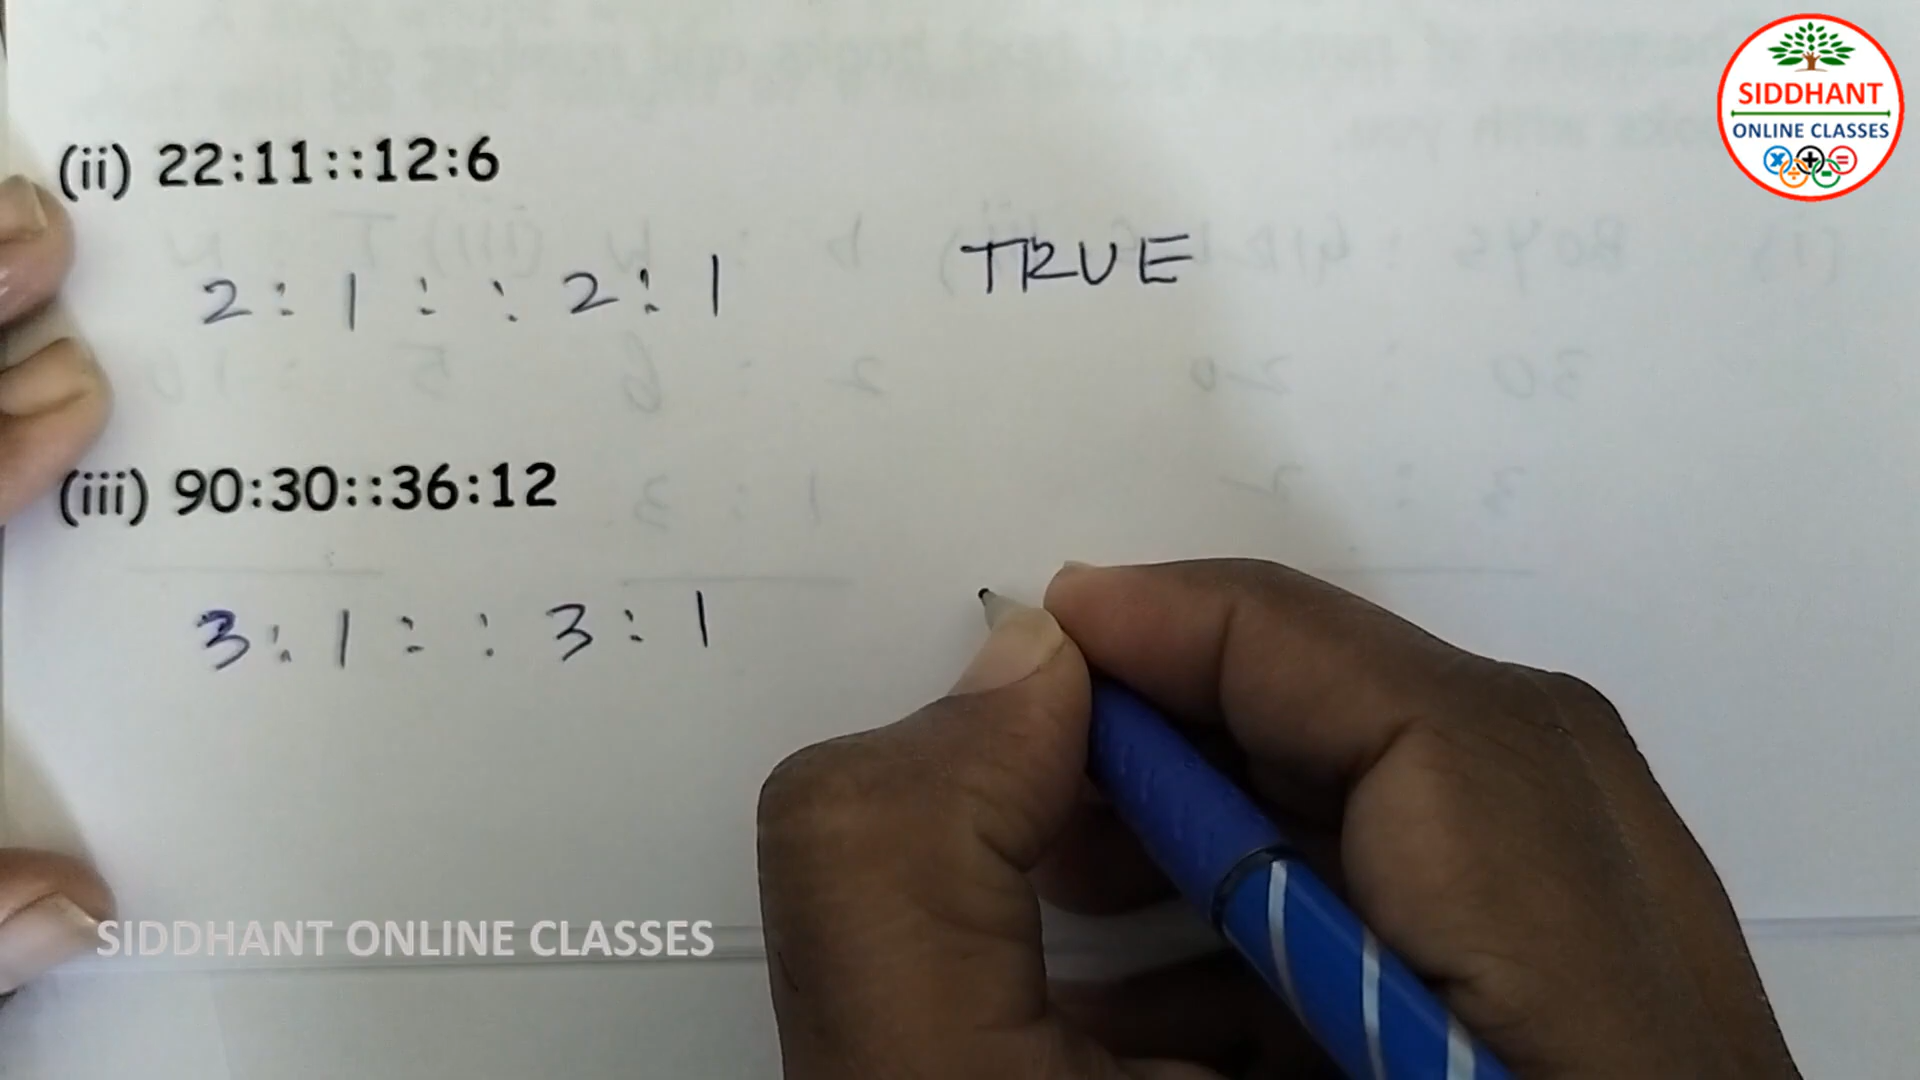 SIDDHANT
ONLINE CLASSES
(ii) 22:11::12:6
2 : 1 : : 2 : 1 TRUE
(iii) 90:30::36:12
3 : 1 : : 3 : 1
SIDDHANT ONLINE CLASSES